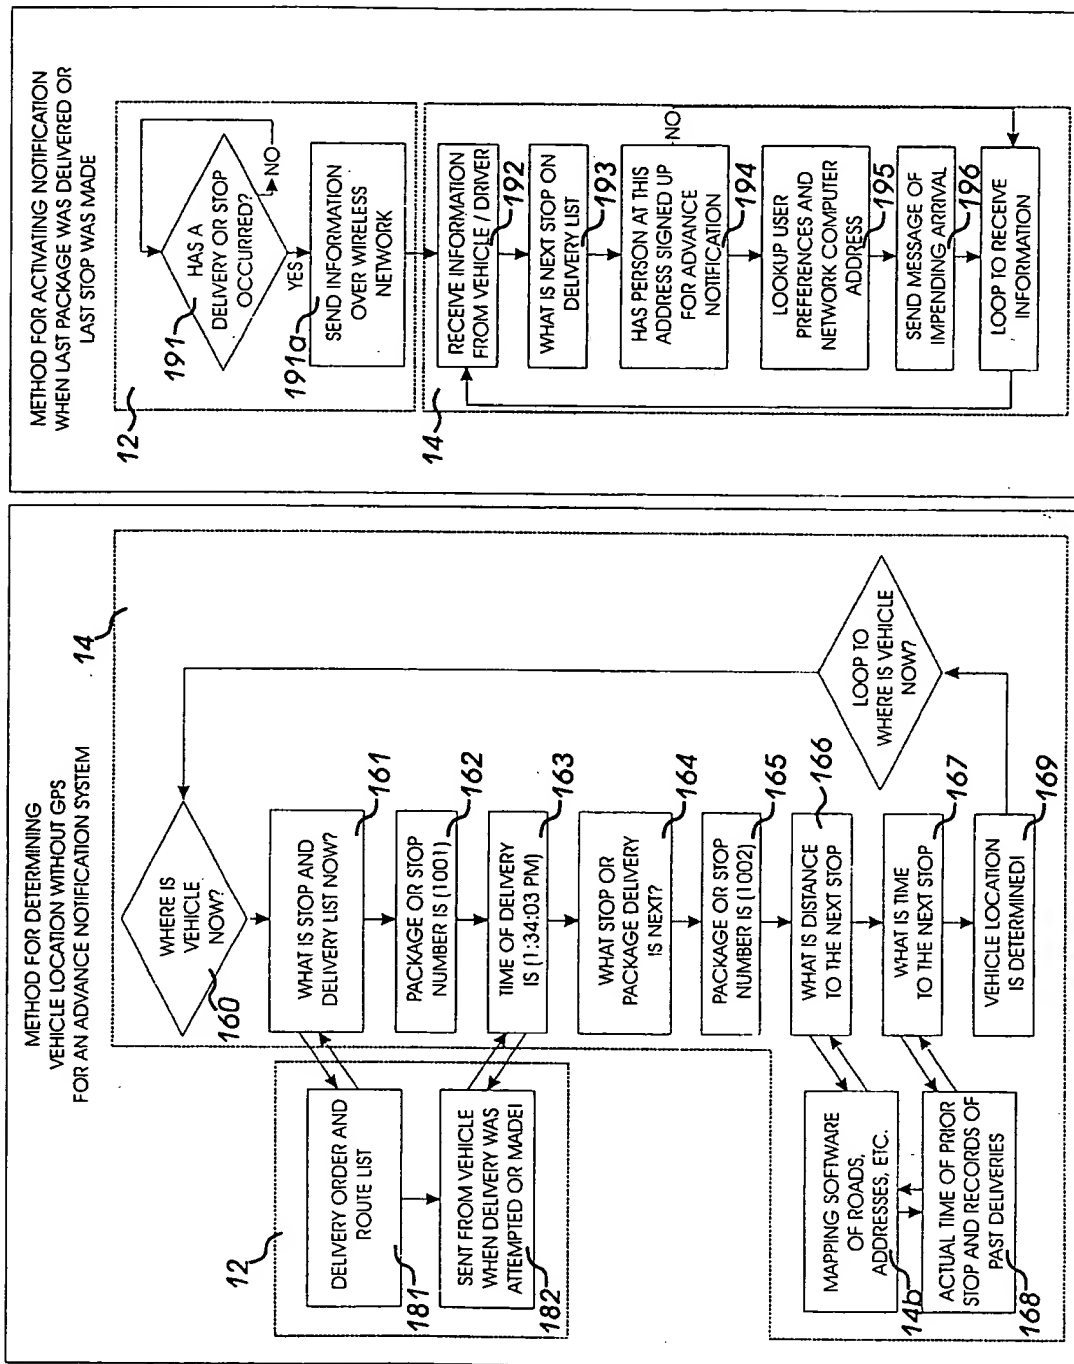 METHOD FOR DETERMINING
VEHICLE LOCATION WITHOUT GPS
FOR AN ADVANCE NOTIFICATION SYSTEM
14
WHERE IS
VEHICLE
NOW?
160
WHAT IS STOP AND
DELIVERY LIST NOW?
161
PACKAGE OR STOP
NUMBER IS (1001)
162
TIME OF DELIVERY
IS (1:34:03 PM)
163
WHAT STOP OR
PACKAGE DELIVERY
IS NEXT?
164
PACKAGE OR STOP
NUMBER IS (1002)
165
WHAT IS DISTANCE
TO THE NEXT STOP
166
WHAT IS TIME
TO THE NEXT STOP
167
VEHICLE LOCATION
IS DETERMINED!
169
LOOP TO
WHERE IS VEHICLE
NOW?
12
DELIVERY ORDER AND
ROUTE LIST
181
SENT FROM VEHICLE
WHEN DELIVERY WAS
ATTEMPTED OR MADE!
182
MAPPING SOFTWARE
OF ROADS,
ADDRESSES, ETC.
14b
ACTUAL TIME OF PRIOR
STOP AND RECORDS OF
PAST DELIVERIES
168
METHOD FOR ACTIVATING NOTIFICATION
WHEN LAST PACKAGE WAS DELIVERED OR
LAST STOP WAS MADE
12
HAS A
DELIVERY OR STOP
OCCURRED?
191
NO
YES
191a
SEND INFORMATION
OVER WIRELESS
NETWORK
14
RECEIVE INFORMATION
FROM VEHICLE / DRIVER
192
WHAT IS NEXT STOP ON
DELIVERY LIST
193
HAS PERSON AT THIS
ADDRESS SIGNED UP
FOR ADVANCE
NOTIFICATION
194
NO
LOOKUP USER
PREFERENCES AND
NETWORK COMPUTER
ADDRESS
195
SEND MESSAGE OF
IMPENDING ARRIVAL
196
LOOP TO RECEIVE
INFORMATION